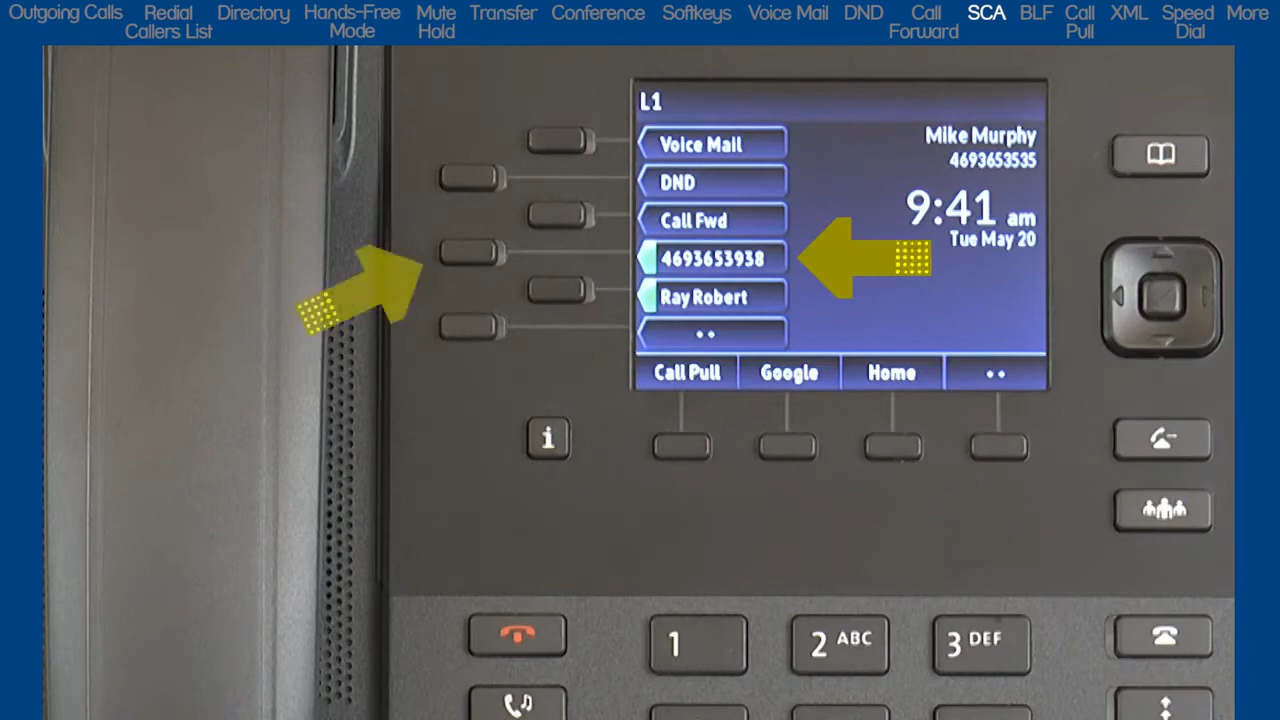 Outgoing Calls
Redial
Callers List
Directory
Hands-Free
Mode
Mute
Hold
Transfer
Conference
Softkeys
Voice Mail
DND
Call
Forward
SCA
BLF
Call
Pull
XML
Speed
Dial
More
L1
Voice Mail
DND
Call Fwd
4693653938
Ray Robert
Mike Murphy
4693653535
9:41 am
Tue May 20
Call Pull
Google
Home
i
1
2 ABC
3 DEF